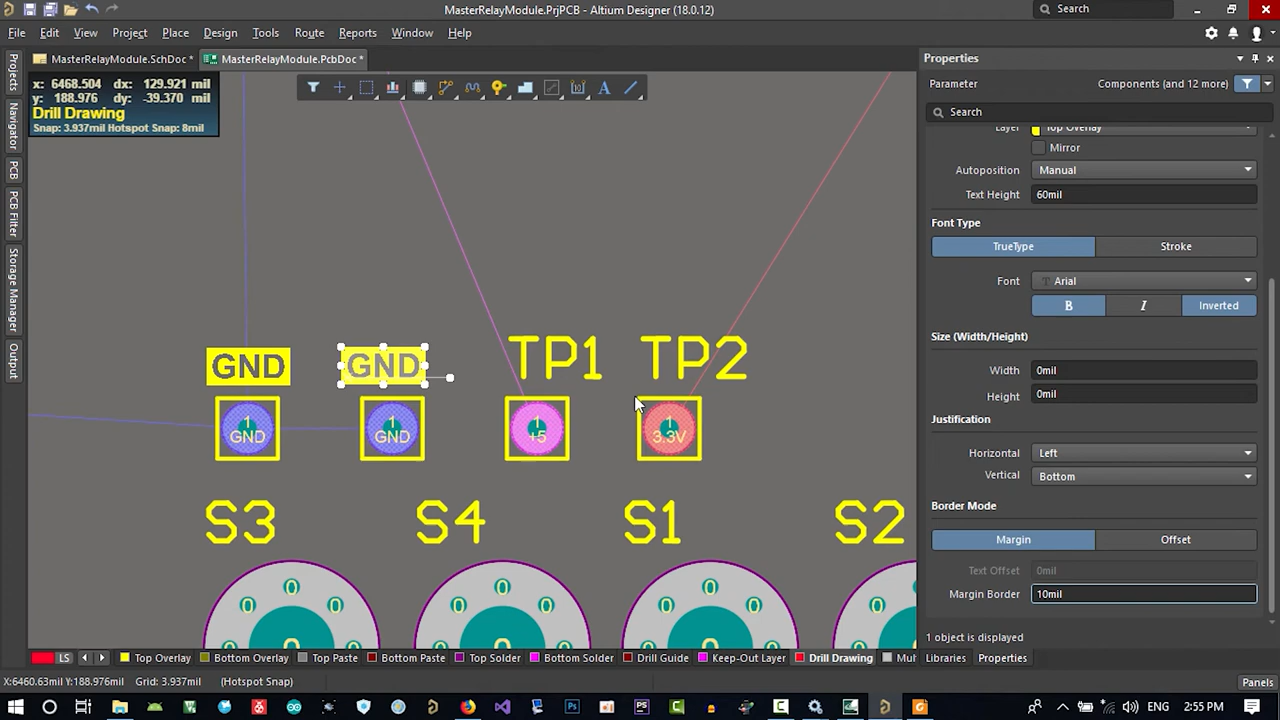 MasterRelayModule.PrjPCB - Altium Designer (18.0.12)
Search
File Edit View Project Place Design Tools Route Reports Window Help
MasterRelayModule.SchDoc *
MasterRelayModule.PcbDoc *
Properties
x: 6468.504 dx: 129.921 mil
y: 188.976 dy: -39.370 mil
Drill Drawing
Snap: 3.937mil Hotspot Snap: 8mil
Projects
Navigator
PCB
PCB Filter
Storage Manager
Output
Parameter Components (and 12 more)
Search
Layer Top Overlay
Mirror
Autoposition Manual
Text Height 60mil
Font Type
TrueType Stroke
Font Arial
B I Inverted
Size (Width/Height)
Width 0mil
Height 0mil
Justification
Horizontal Left
Vertical Bottom
Border Mode
Margin Offset
Text Offset 0mil
Margin Border 10mil
1 object is displayed
GND GND TP1 TP2
1 1 1 1
GND GND +5 3.3V
S3 S4 S1 S2
0 0 0 0
0 0 0 0 0 0 0
0 0 0
LS Top Overlay Bottom Overlay Top Paste Bottom Paste Top Solder Bottom Solder Drill Guide Keep-Out Layer Drill Drawing Mul
Libraries Properties
X:6460.63mil Y:188.976mil Grid: 3.937mil (Hotspot Snap)
Panels
2:55 PM